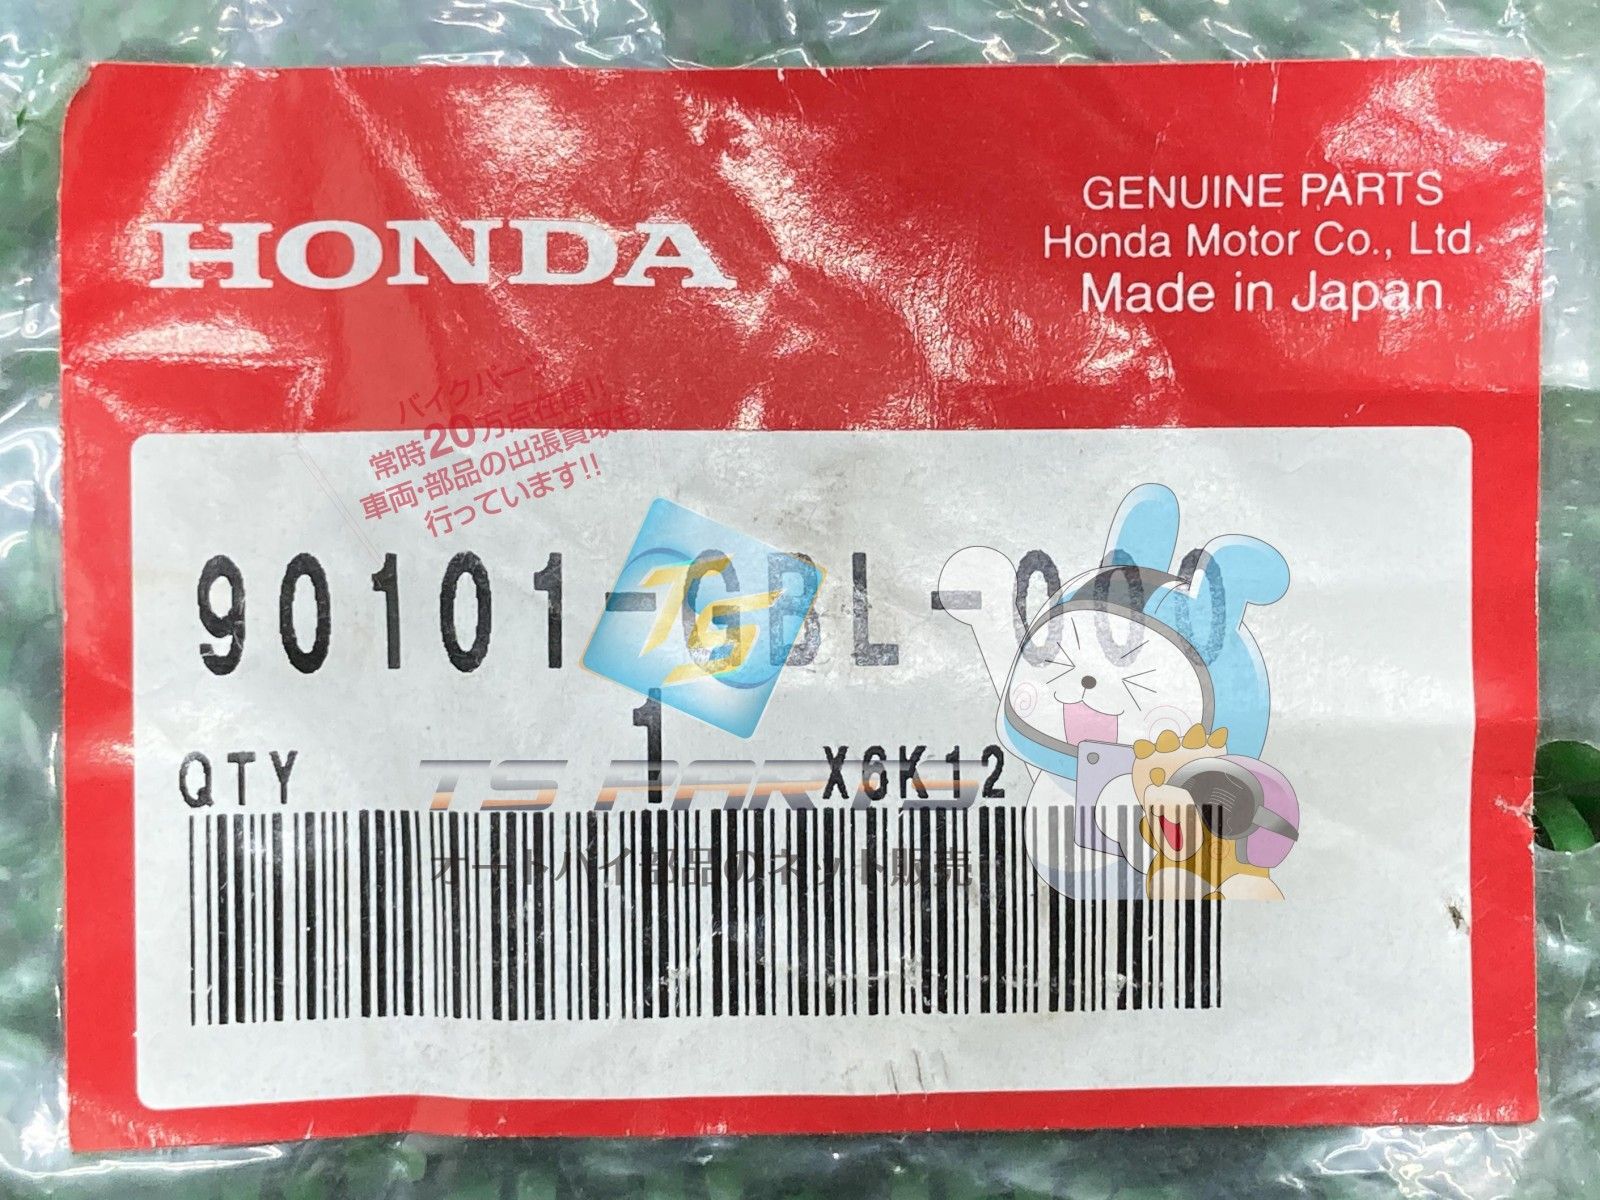 HONDA
GENUINE PARTS
Honda Motor Co., Ltd.
Made in Japan
バイクパーツ
常時20万点在庫!!
車両・部品の出張買取も
行っています!!
90101-GBL-000
TS
QTY 1 X6K12
TS PARTS
オートバイ部品のネット販売